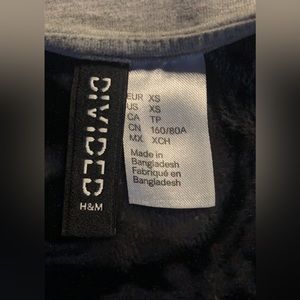 DIVIDED
H&M
EUR XS
US XS
CA TP
CN 160/80A
MX XCH
Made in
Bangladesh
Fabriqué en
Bangladesh